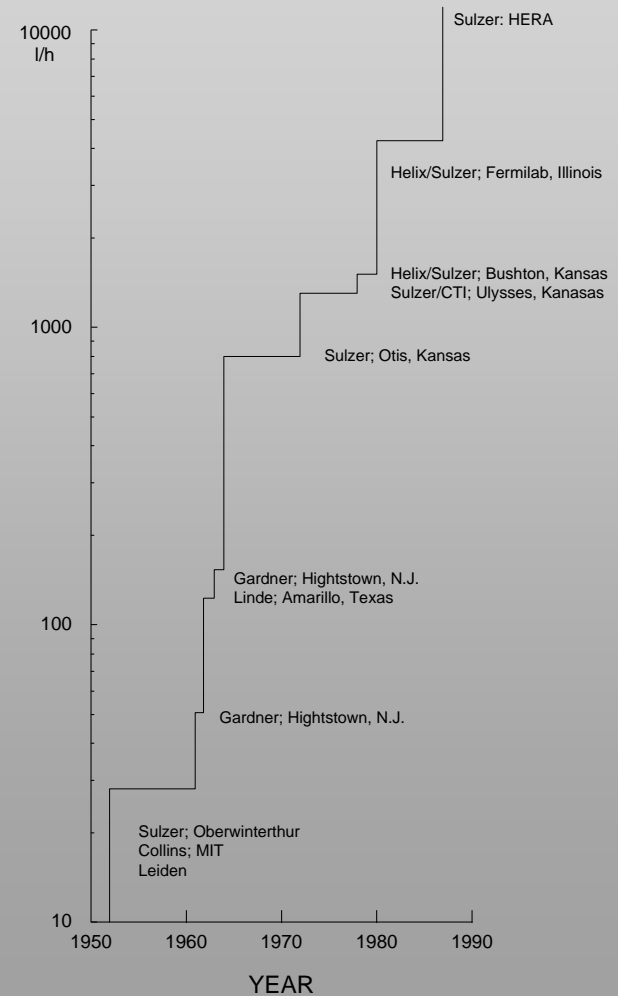 10000
l/h
Sulzer: HERA
Helix/Sulzer; Fermilab, Illinois
Helix/Sulzer; Bushton, Kansas
Sulzer/CTI; Ulysses, Kanasas
1000
Sulzer; Otis, Kansas
Gardner; Hightstown, N.J.
Linde; Amarillo, Texas
100
Gardner; Hightstown, N.J.
Sulzer; Oberwinterthur
Collins; MIT
Leiden
10
1950 1960 1970 1980 1990
YEAR